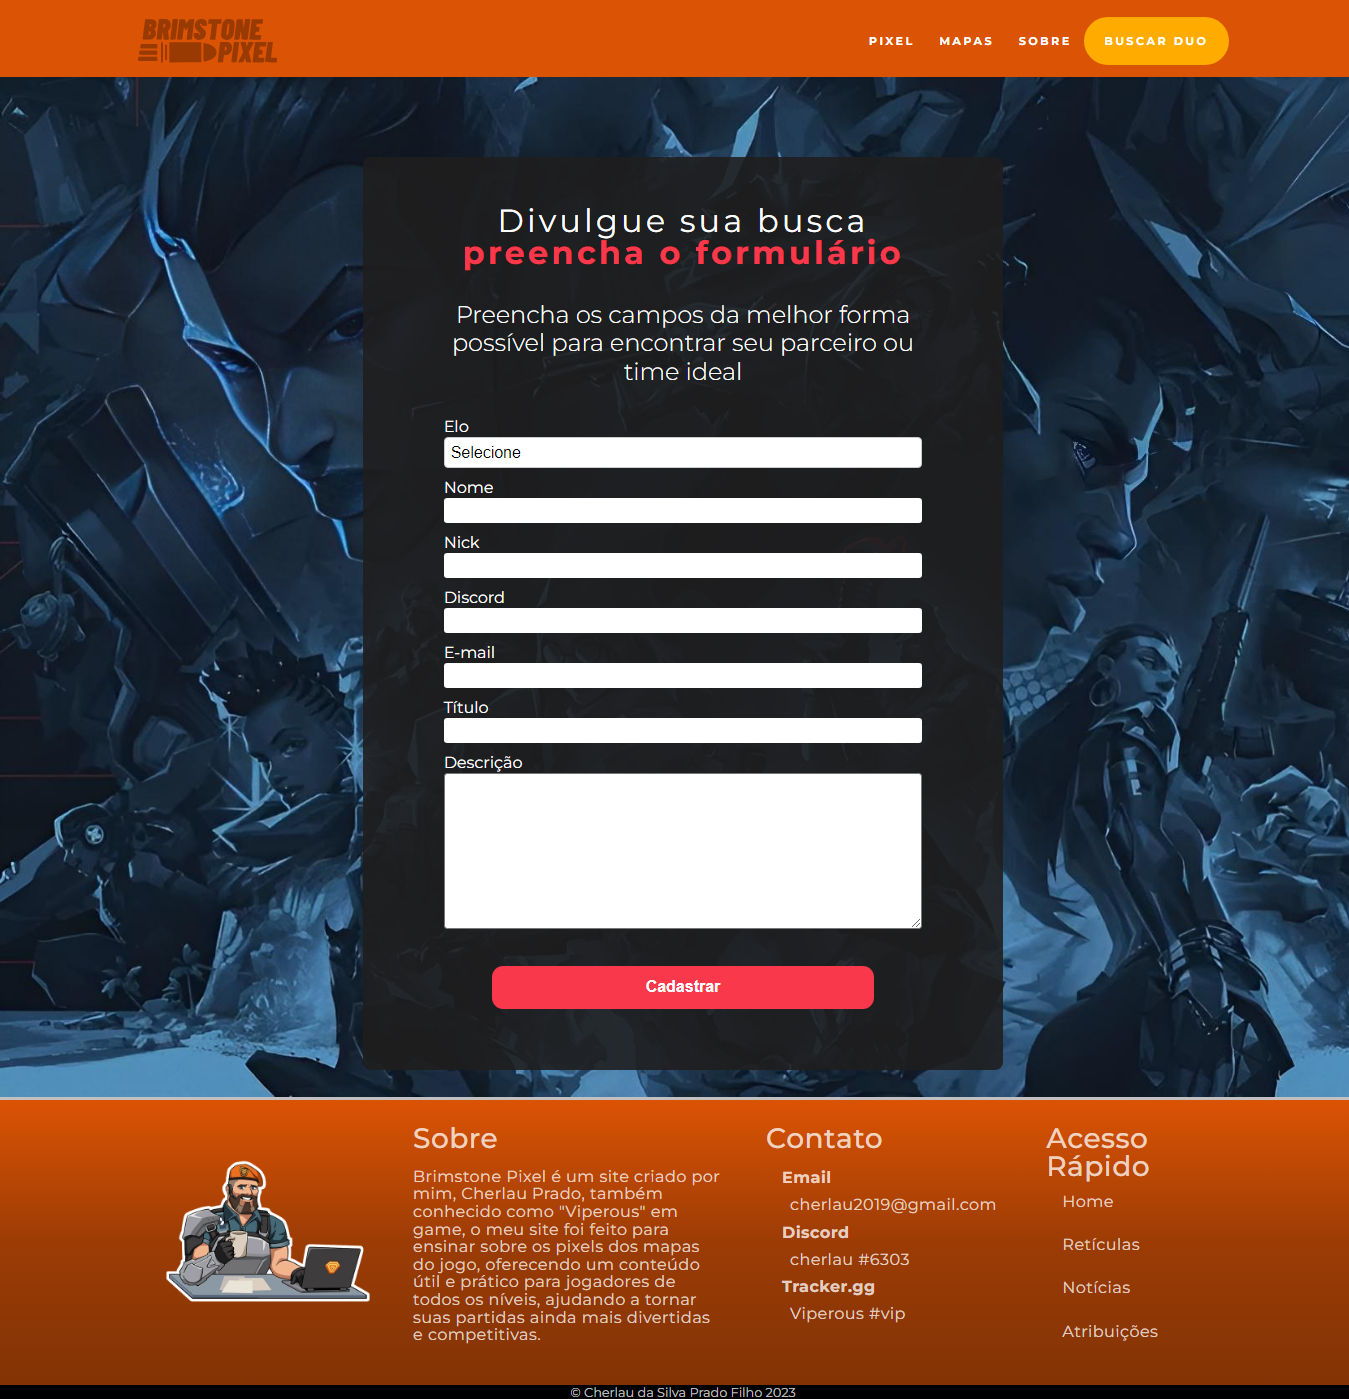 BRIMSTONE
PIXEL
PIXEL
MAPAS
SOBRE
BUSCAR DUO
Divulgue sua busca
preencha o formulário
Preencha os campos da melhor forma
possível para encontrar seu parceiro ou
time ideal
Elo
Selecione
Nome
Nick
Discord
E-mail
Título
Descrição
Cadastrar
Sobre
Brimstone Pixel é um site criado por
mim, Cherlau Prado, também
conhecido como "Viperous" em
game, o meu site foi feito para
ensinar sobre os pixels dos mapas
do jogo, oferecendo um conteúdo
útil e prático para jogadores de
todos os níveis, ajudando a tornar
suas partidas ainda mais divertidas
e competitivas.
Contato
Email
cherlau2019@gmail.com
Discord
cherlau #6303
Tracker.gg
Viperous #vip
Acesso
Rápido
Home
Retículas
Notícias
Atribuições
© Cherlau da Silva Prado Filho 2023